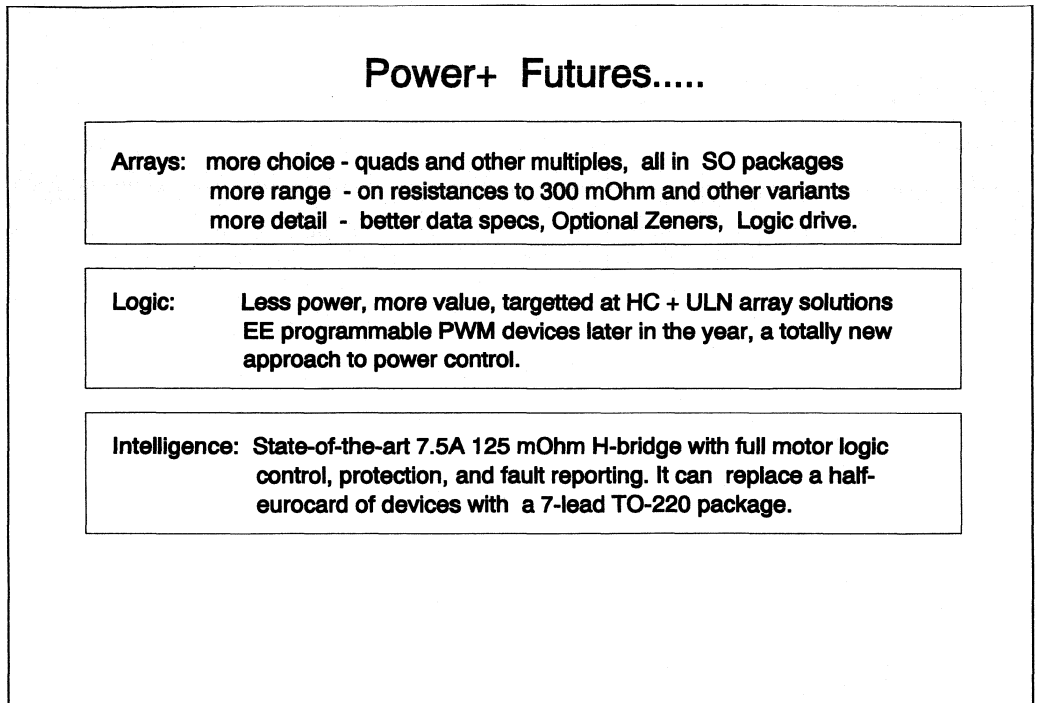 Power+ Futures.....
Arrays: more choice - quads and other multiples, all in SO packages
more range - on resistances to 300 mOhm and other variants
more detail - better data specs, Optional Zeners, Logic drive.
Logic: Less power, more value, targetted at HC + ULN array solutions
EE programmable PWM devices later in the year, a totally new
approach to power control.
Intelligence: State-of-the-art 7.5A 125 mOhm H-bridge with full motor logic
control, protection, and fault reporting. It can replace a half-
eurocard of devices with a 7-lead TO-220 package.